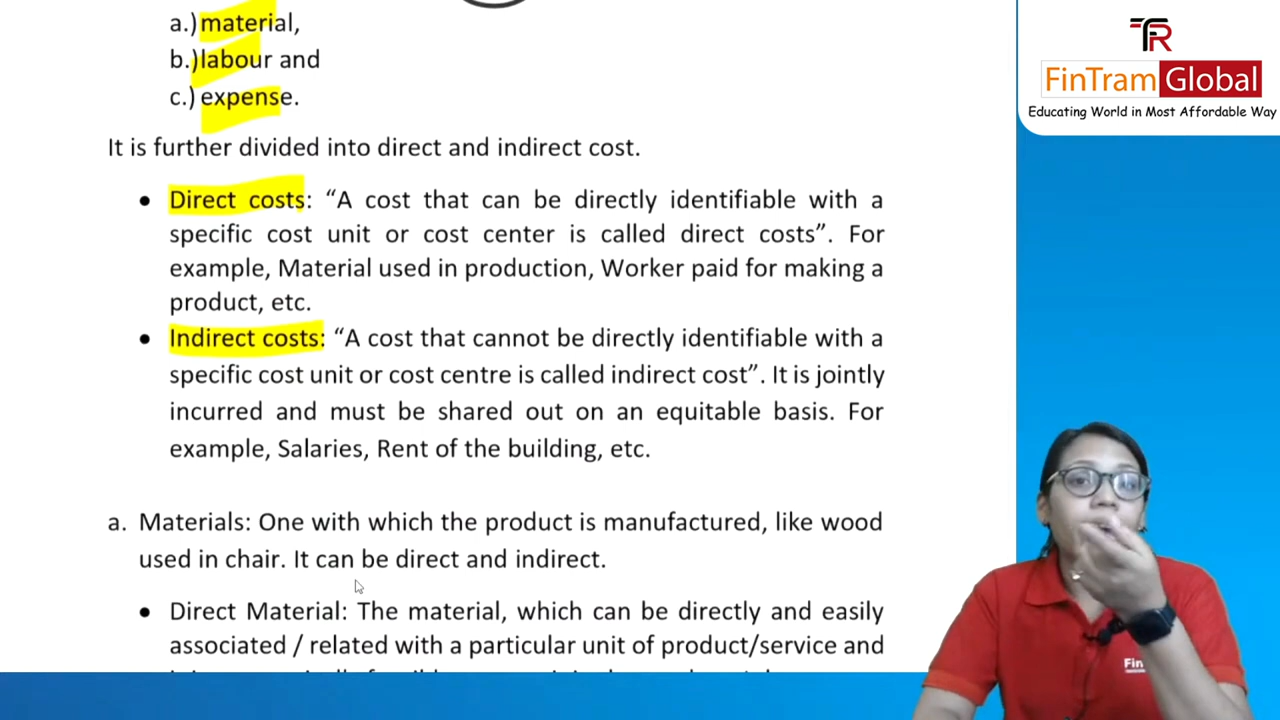 a.) material,
b.) labour and
c.) expense.
It is further divided into direct and indirect cost.
• Direct costs: “A cost that can be directly identifiable with a
specific cost unit or cost center is called direct costs”. For
example, Material used in production, Worker paid for making a
product, etc.
• Indirect costs: “A cost that cannot be directly identifiable with a
specific cost unit or cost centre is called indirect cost”. It is jointly
incurred and must be shared out on an equitable basis. For
example, Salaries, Rent of the building, etc.
a. Materials: One with which the product is manufactured, like wood
used in chair. It can be direct and indirect.
• Direct Material: The material, which can be directly and easily
associated / related with a particular unit of product/service and
TR
FinTram Global
Educating World in Most Affordable Way
Fin